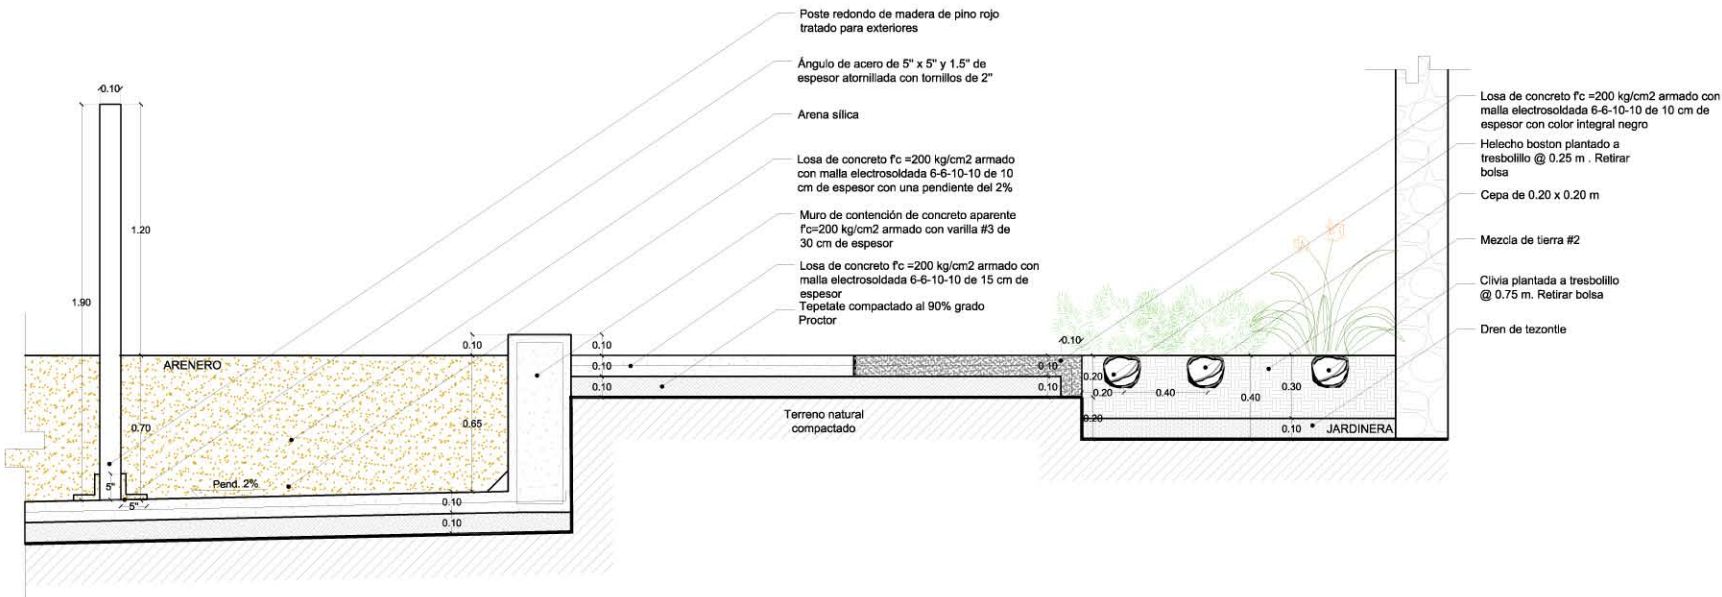 Poste redondo de madera de pino rojo
tratado para exteriores
Ángulo de acero de 5" x 5" y 1.5" de
espesor atornillada con tornillos de 2"
Arena sílica
Losa de concreto f'c =200 kg/cm2 armado
con malla electrosoldada 6-6-10-10 de 10
cm de espesor con una pendiente del 2%
Muro de contención de concreto aparente
f'c=200 kg/cm2 armado con varilla #3 de
30 cm de espesor
Losa de concreto f'c =200 kg/cm2 armado con
malla electrosoldada 6-6-10-10 de 15 cm de
espesor
Tepetate compactado al 90% grado
Proctor
Losa de concreto f'c =200 kg/cm2 armado con
malla electrosoldada 6-6-10-10 de 10 cm de
espesor con color integral negro
Helecho boston plantado a
tresbolillo @ 0.25 m . Retirar
bolsa
Cepa de 0.20 x 0.20 m
Mezcla de tierra #2
Clivia plantada a tresbolillo
@ 0.75 m. Retirar bolsa
Dren de tezontle
0.10
1.20
1.90
ARENERO
0.70
5"
5"
Pend. 2%
0.10
0.65
0.10
0.10
0.10
0.10
0.10
Terreno natural
compactado
0.10
0.10
0.10
0.20
0.20
0.40
0.40
0.30
0.20
0.10
JARDINERA